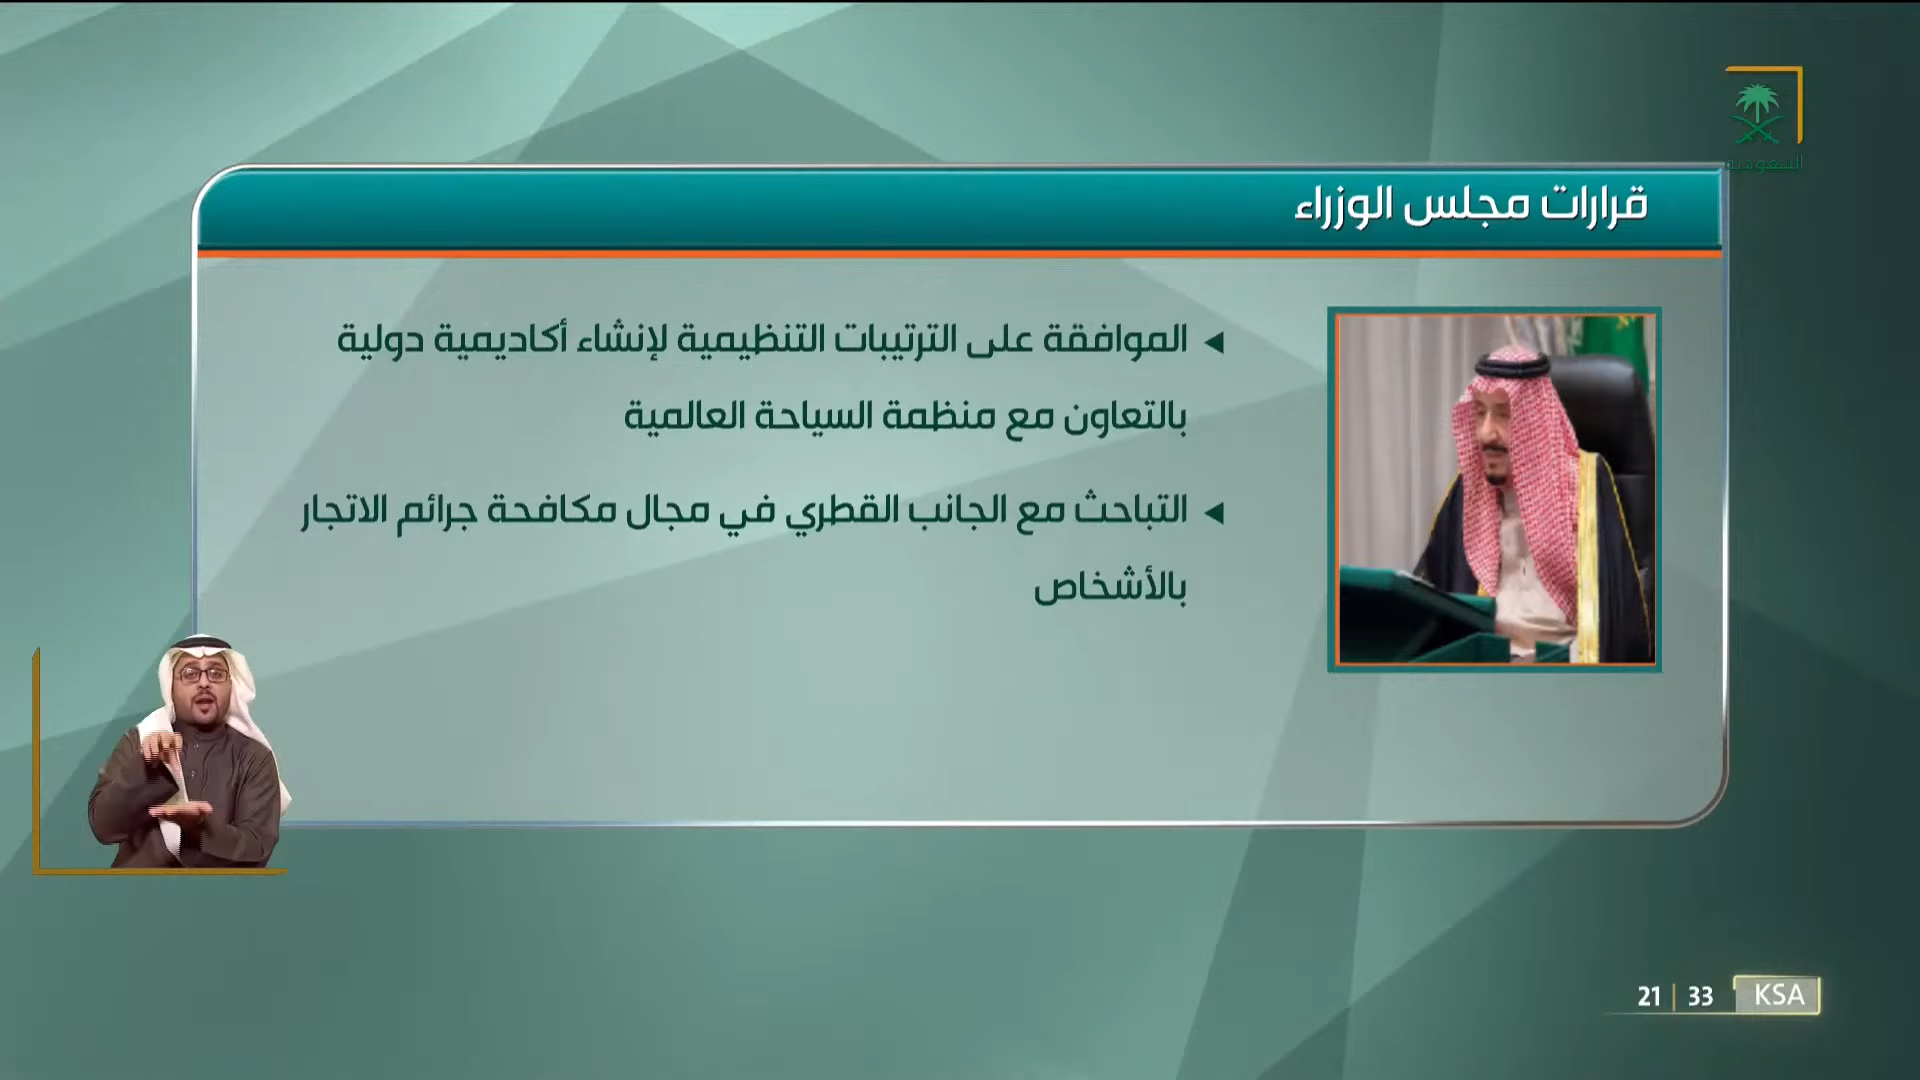 السعودية
قرارات مجلس الوزراء
الموافقة على الترتيبات التنظيمية لإنشاء أكاديمية دولية
بالتعاون مع منظمة السياحة العالمية
التباحث مع الجانب القطري في مجال مكافحة جرائم الاتجار
بالأشخاص
21 | 33 KSA